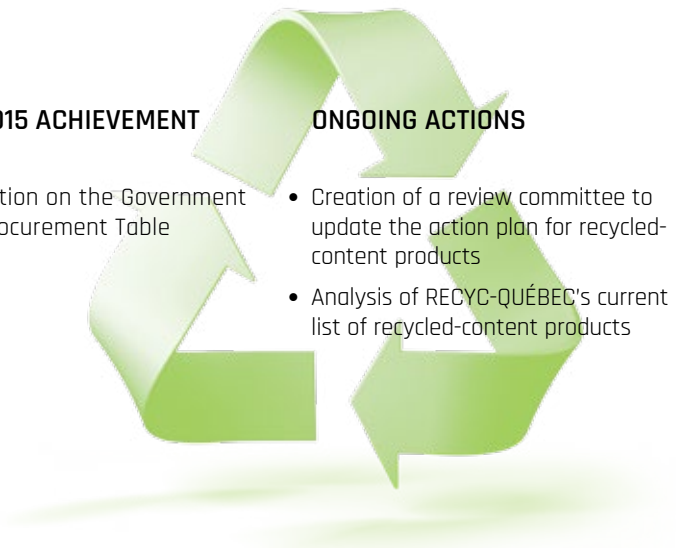 015 ACHIEVEMENT
tion on the Government
ocurement Table
ONGOING ACTIONS
• Creation of a review committee to
update the action plan for recycled-
content products
• Analysis of RECYC-QUÉBEC's current
list of recycled-content products